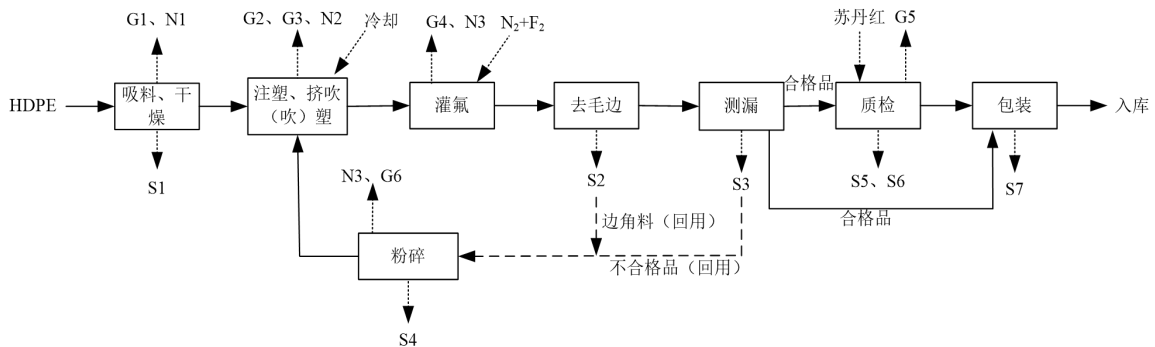 G1、N1
G2、G3、N2
冷却
G4、N3
N₂+F₂
苏丹红
G5
HDPE
吸料、干
燥
注塑、挤吹
（吹）塑
灌氟
去毛边
测漏
合格品
质检
包装
入库
S1
S2
S3
S5、S6
S7
合格品
N3、G6
边角料（回用）
粉碎
不合格品（回用）
S4